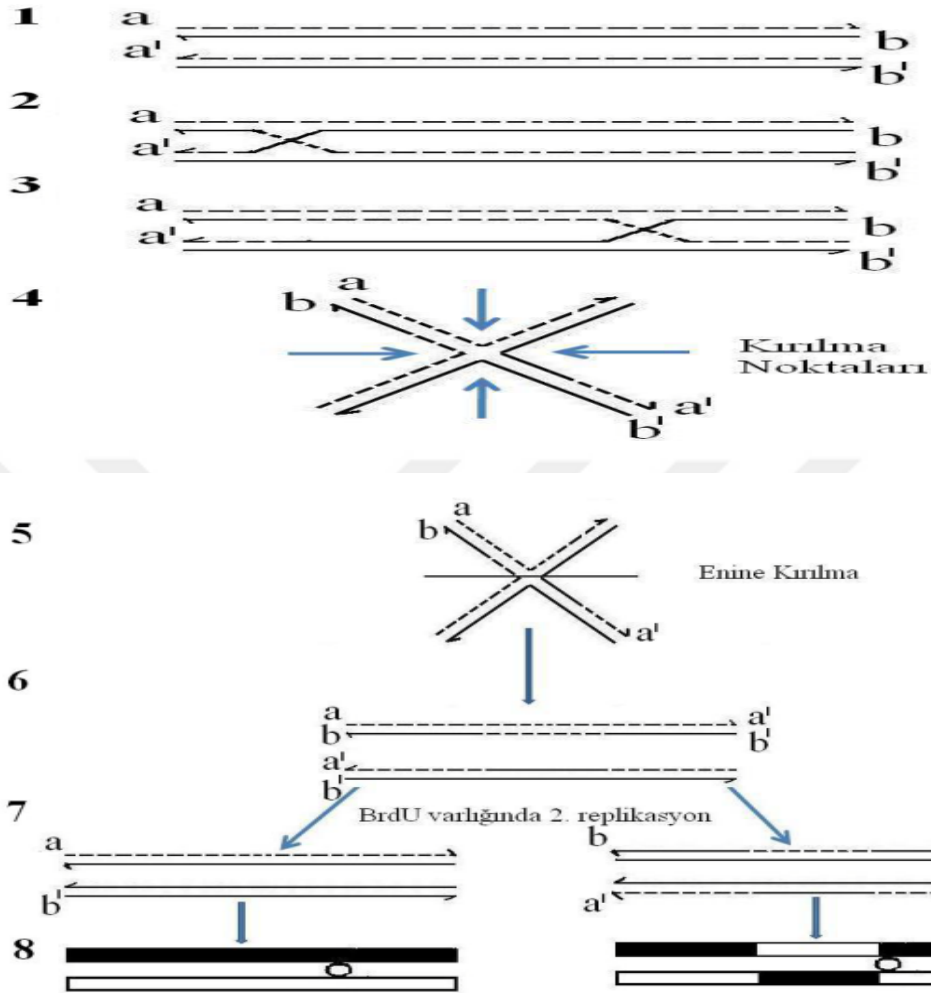 1
a
a' b
b'
2
a
a' b
b'
3
a
a' b
b'
4
a
b
Kırılma
Noktaları
a'
b'
5
a
b
Enine Kırılma
a'
6
a a'
b b'
a'
b'
7
BrdU varlığında 2. replikasyon
a b
b' a'
8